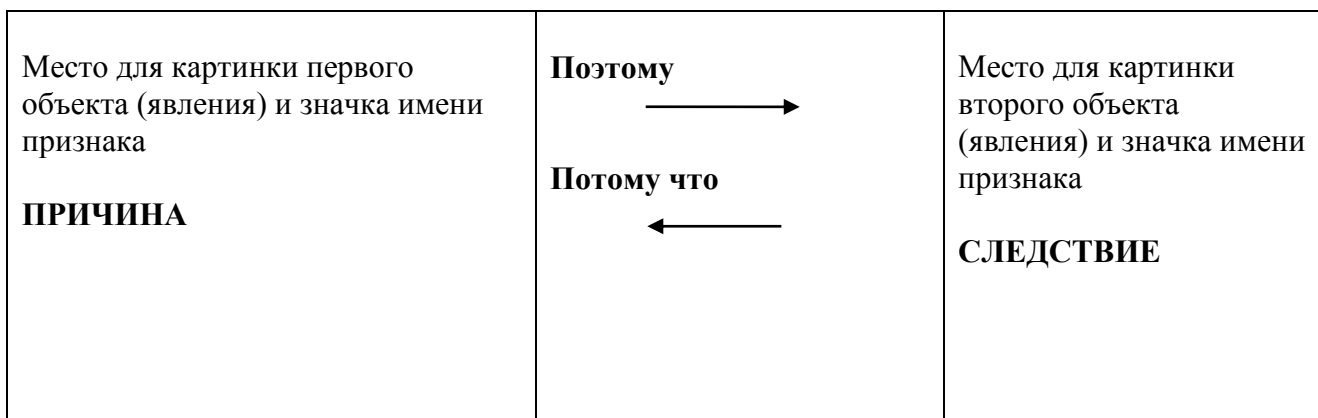 Место для картинки первого
объекта (явления) и значка имени
признака
ПРИЧИНА
Поэтому
Потому что
Место для картинки
второго объекта
(явления) и значка имени
признака
СЛЕДСТВИЕ